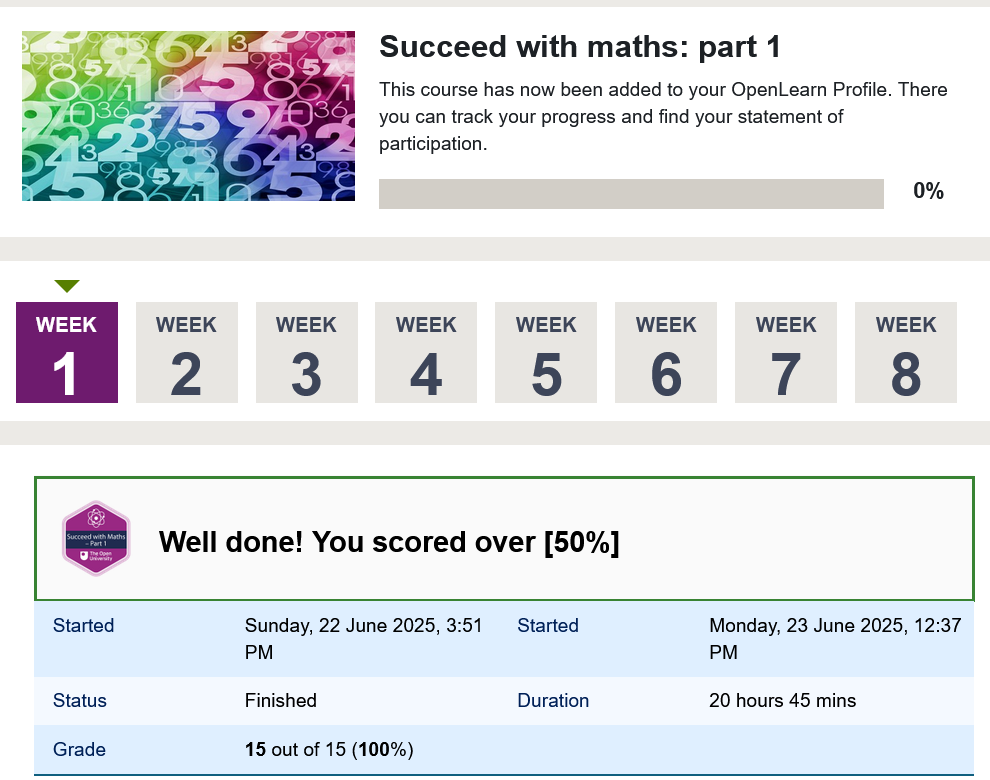 Succeed with maths: part 1
This course has now been added to your OpenLearn Profile. There
you can track your progress and find your statement of
participation.
0%
WEEK 1
WEEK 2
WEEK 3
WEEK 4
WEEK 5
WEEK 6
WEEK 7
WEEK 8
Succeed with Maths
– Part 1
The Open
University
Well done! You scored over [50%]
Started Sunday, 22 June 2025, 3:51 PM
Started Monday, 23 June 2025, 12:37 PM
Status Finished
Duration 20 hours 45 mins
Grade 15 out of 15 (100%)